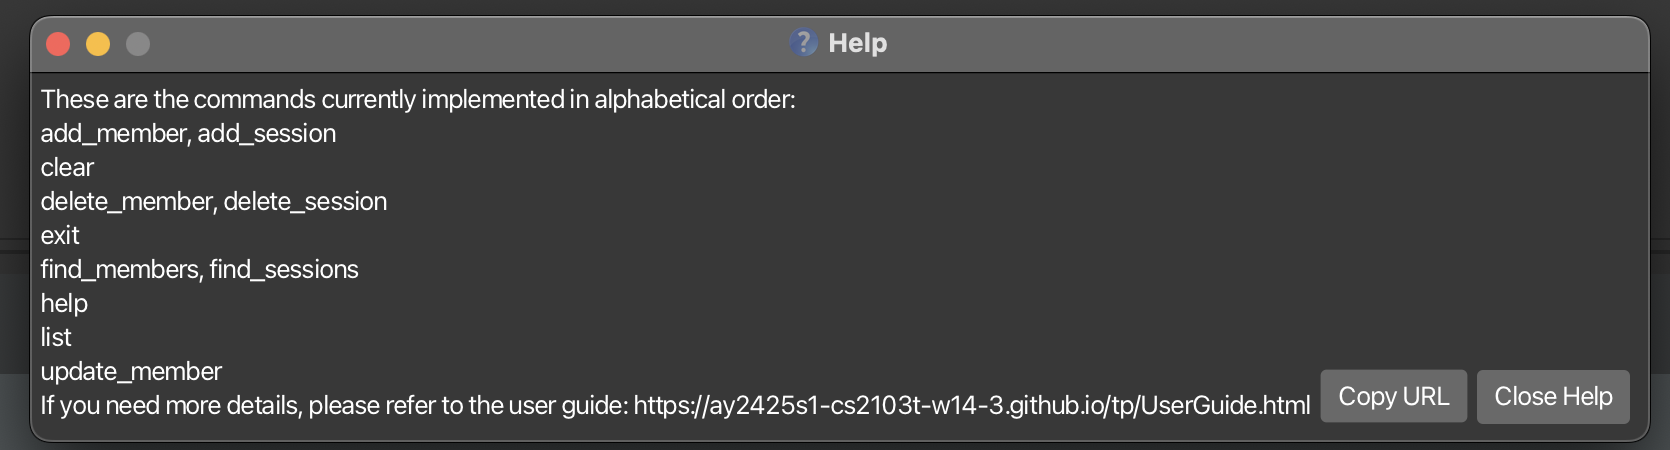 Help
These are the commands currently implemented in alphabetical order:
add_member, add_session
clear
delete_member, delete_session
exit
find_members, find_sessions
help
list
update_member
If you need more details, please refer to the user guide: https://ay2425s1-cs2103t-w14-3.github.io/tp/UserGuide.html
Copy URL
Close Help